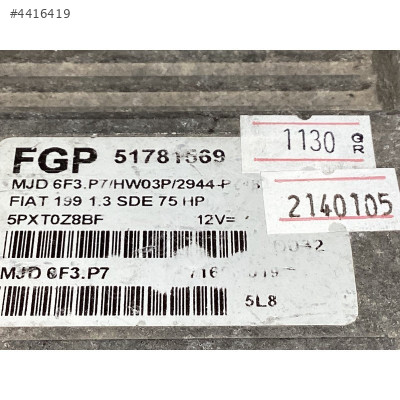 #4416419
1130 QR
FGP 51781569
MJD 6F3.P7/HW03P/2944-P
FIAT 199 1.3 SDE 75 HP
2140105
5PXT0Z8BF 12V=
MJD 6F3.P7
5L8